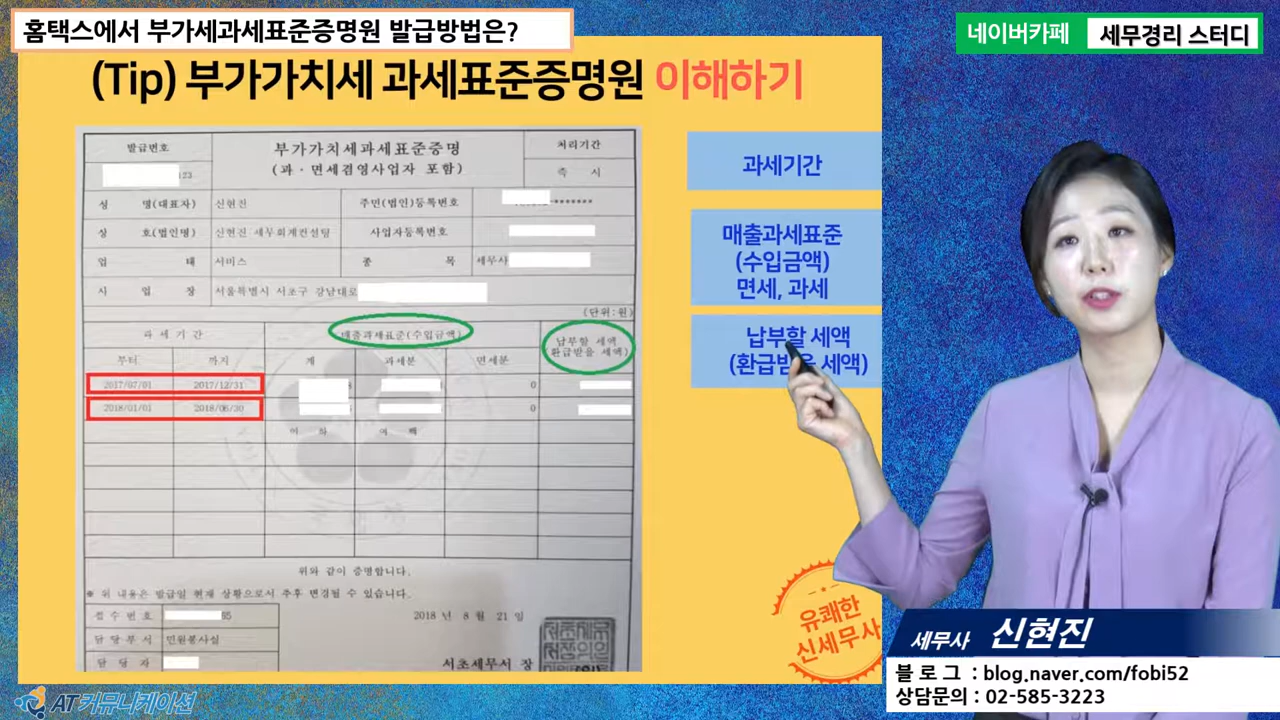 홈택스에서 부가세과세표준증명원 발급방법은?
네이버카페 세무경리 스터디
(Tip) 부가가치세 과세표준증명원 이해하기
발급번호
123
부가가치세과세표준증명
(과·면세겸영사업자 포함)
처리기간
즉 시
성 명(대표자) 신현진 주민(법인)등록번호 *******
상 호(법인명) 신현진 세무회계컨설팅 사업자등록번호
업 태 서비스 종 목 세무사
사 업 장 서울특별시 서초구 강남대로
(단위:원)
과 세 기 간 매출과세표준(수입금액) 납부할 세액
환급받을 세액)
부터 까지 계 과세분 면세분
2017/07/01 2017/12/31 0
2018/01/01 2018/06/30 0
이 하 여 백
위와 같이 증명합니다.
※ 위 내용은 발급일 현재 상황으로서 추후 변경될 수 있습니다.
접 수 번 호 65
담 당 부 서 민원봉사실
담 당 자
2018 년 8 월 21 일
서초세무서 장
과세기간
매출과세표준
(수입금액)
면세, 과세
납부할 세액
(환급받을 세액)
유쾌한
신세무사
세무사 신현진
블 로 그 : blog.naver.com/fobi52
상담문의 : 02-585-3223
AT커뮤니케이션